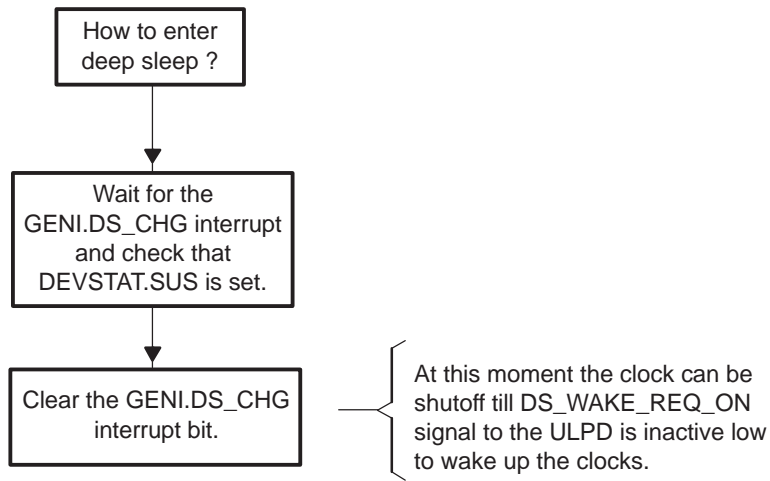 How to enter
deep sleep ?
Wait for the
GENI.DS_CHG interrupt
and check that
DEVSTAT.SUS is set.
Clear the GENI.DS_CHG
interrupt bit.
At this moment the clock can be
shutoff till DS_WAKE_REQ_ON
signal to the ULPD is inactive low
to wake up the clocks.